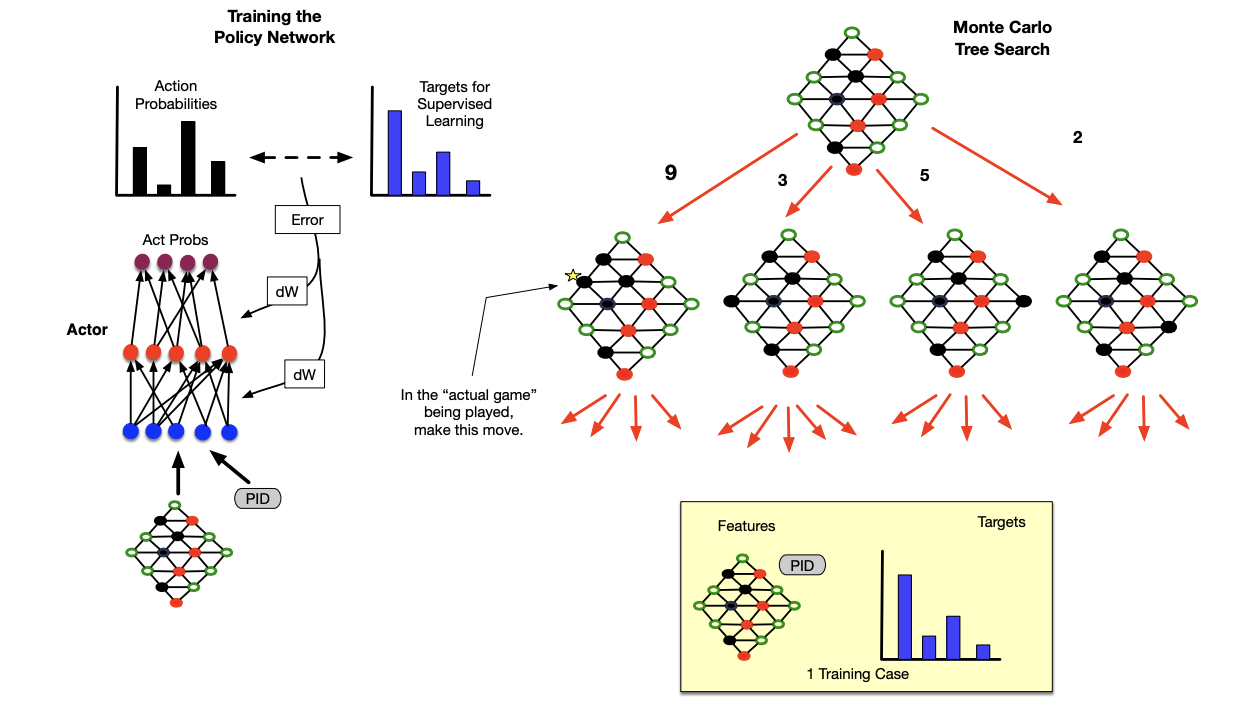 Training the
Policy Network
Monte Carlo
Tree Search
Action
Probabilities
Targets for
Supervised
Learning
Error
Act Probs
dW
Actor
dW
PID
9
3
5
2
In the “actual game”
being played,
make this move.
Features
Targets
PID
1 Training Case